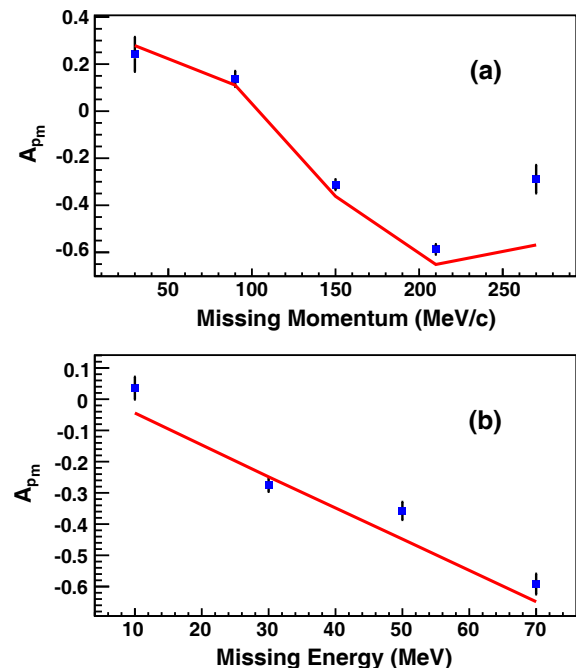 0.4
0.2
0
-0.2
-0.4
-0.6
A_{p_m}
(a)
50 100 150 200 250
Missing Momentum (MeV/c)
0.1
0
-0.1
-0.2
-0.3
-0.4
-0.5
-0.6
A_{p_m}
(b)
10 20 30 40 50 60 70
Missing Energy (MeV)